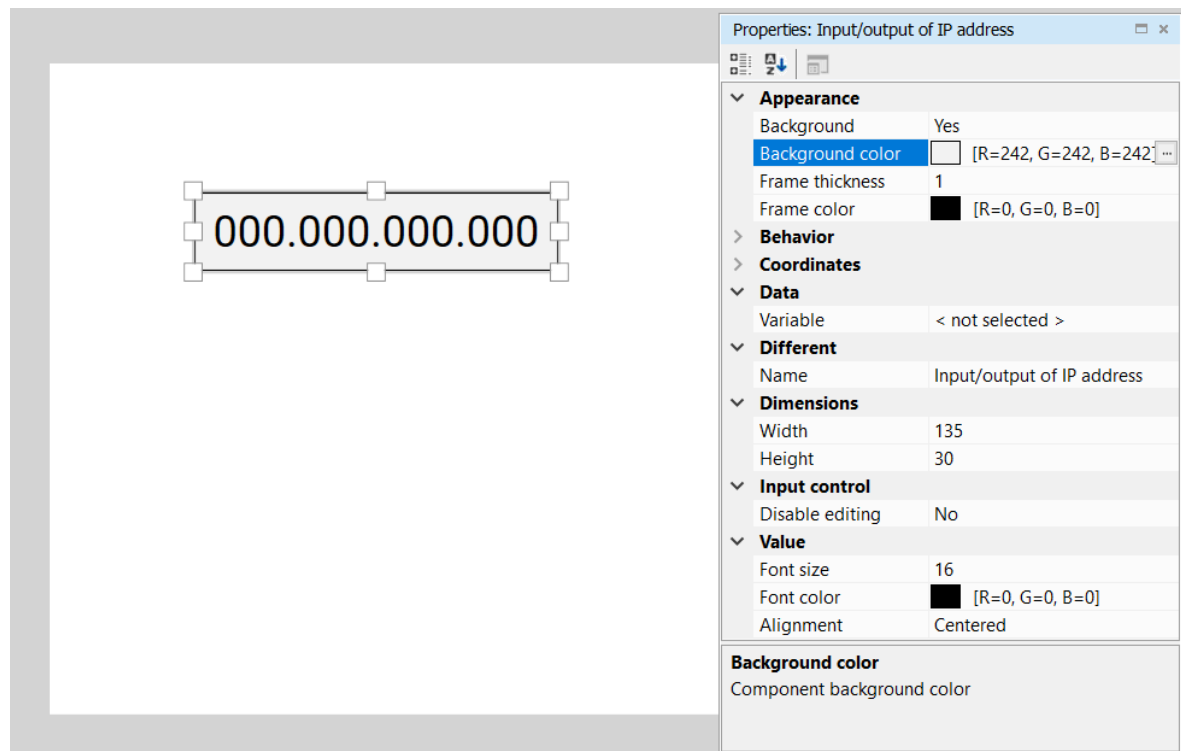 000.000.000.000
Properties: Input/output of IP address
Appearance
Background Yes
Background color [R=242, G=242, B=242] ...
Frame thickness 1
Frame color [R=0, G=0, B=0]
Behavior
Coordinates
Data
Variable < not selected >
Different
Name Input/output of IP address
Dimensions
Width 135
Height 30
Input control
Disable editing No
Value
Font size 16
Font color [R=0, G=0, B=0]
Alignment Centered
Background color
Component background color